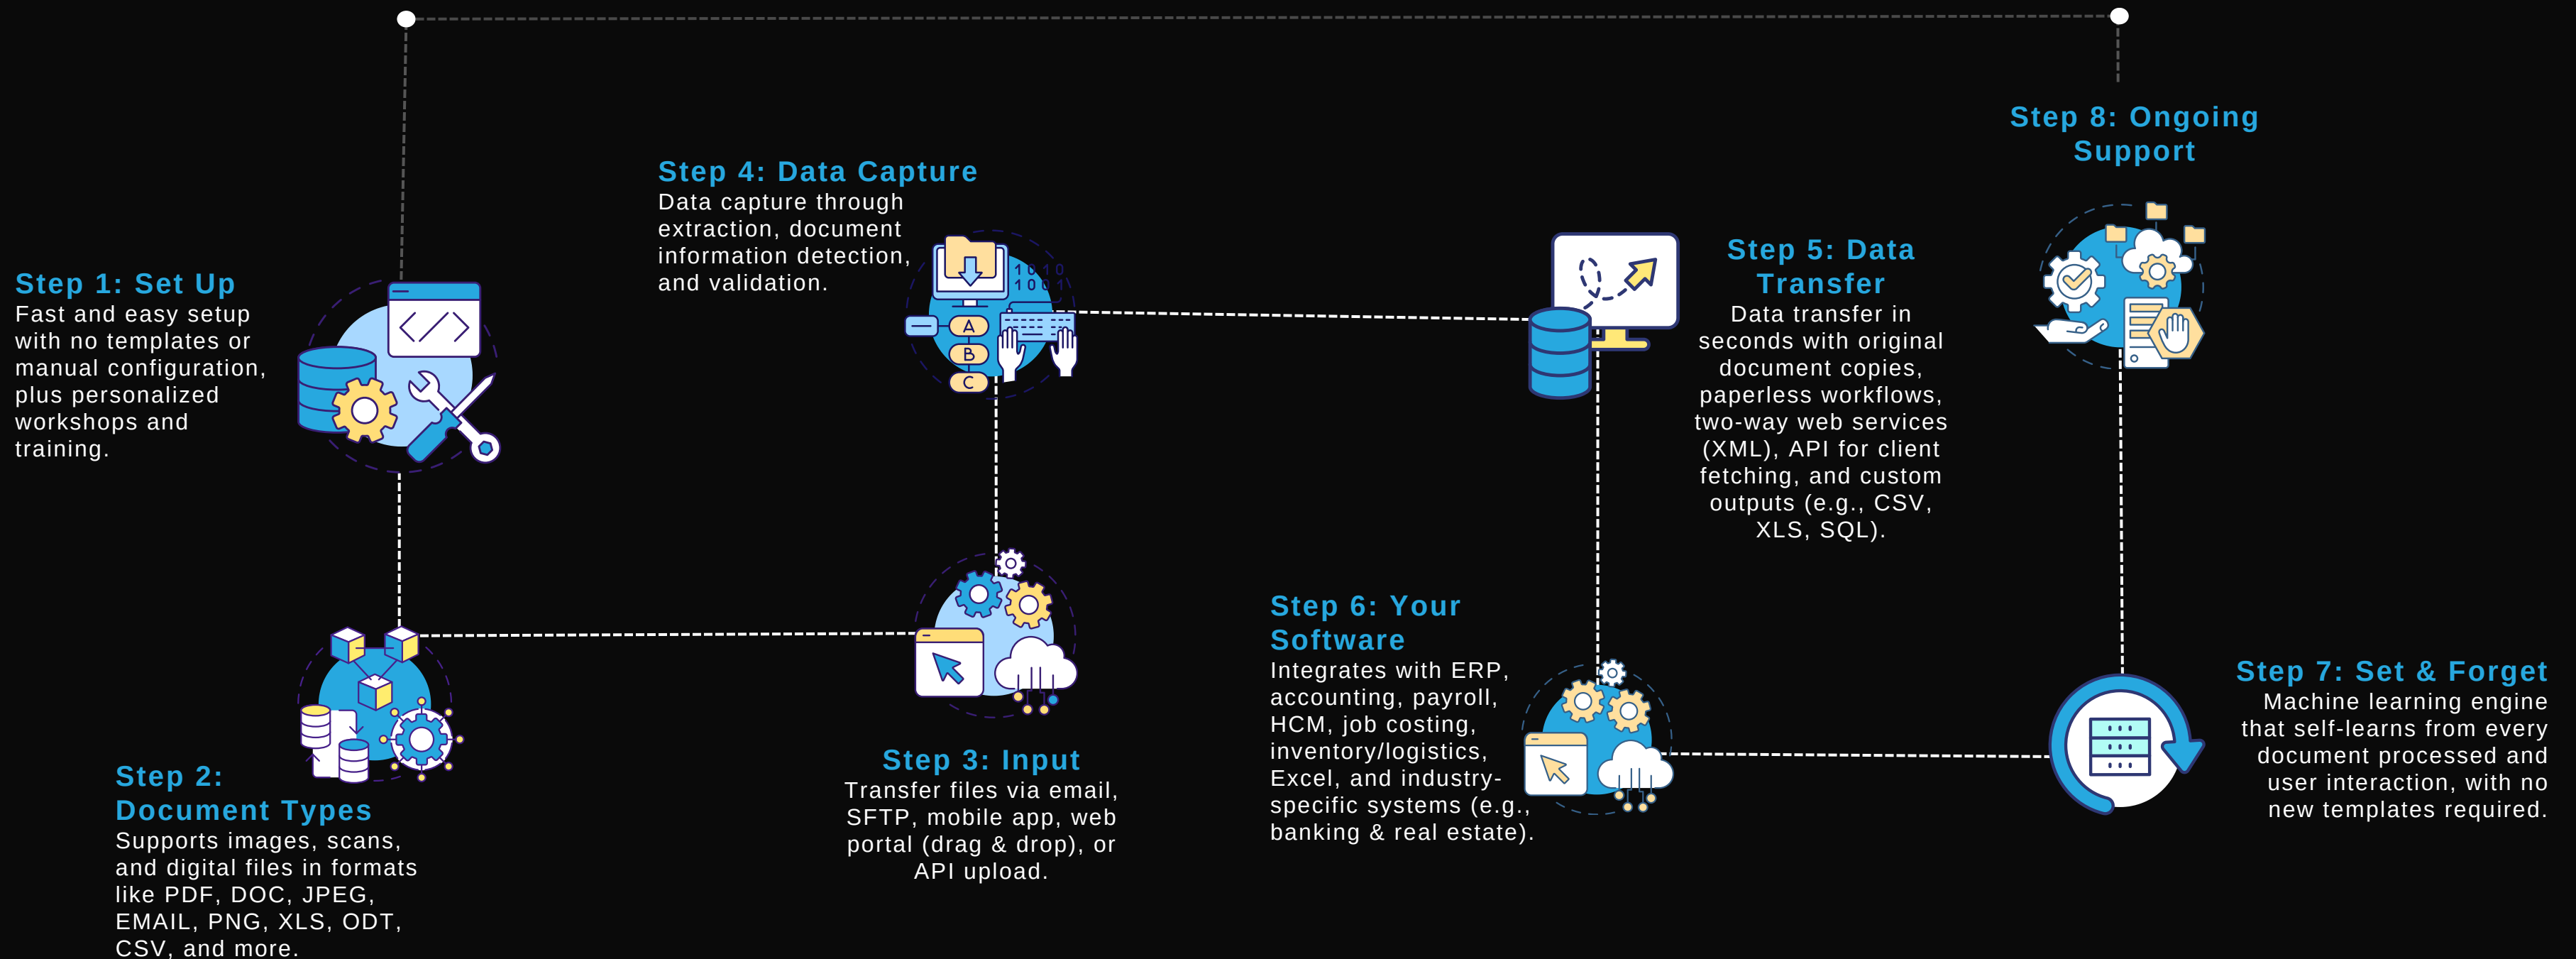 Step 1: Set Up
Fast and easy setup
with no templates or
manual configuration,
plus personalized
workshops and
training.
Step 2:
Document Types
Supports images, scans,
and digital files in formats
like PDF, DOC, JPEG,
EMAIL, PNG, XLS, ODT,
CSV, and more.
Step 3: Input
Transfer files via email,
SFTP, mobile app, web
portal (drag & drop), or
API upload.
Step 4: Data Capture
Data capture through
extraction, document
information detection,
and validation.
1010
1001
A
B
C
Step 5: Data
Transfer
Data transfer in
seconds with original
document copies,
paperless workflows,
two-way web services
(XML), API for client
fetching, and custom
outputs (e.g., CSV,
XLS, SQL).
Step 6: Your
Software
Integrates with ERP,
accounting, payroll,
HCM, job costing,
inventory/logistics,
Excel, and industry-
specific systems (e.g.,
banking & real estate).
Step 7: Set & Forget
Machine learning engine
that self-learns from every
document processed and
user interaction, with no
new templates required.
Step 8: Ongoing
Support